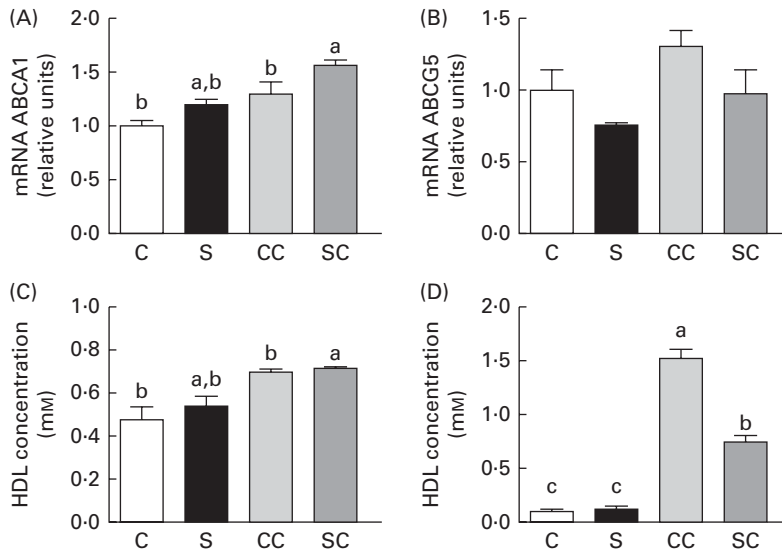 (A)
mRNA ABCA1
(relative units)
2·0
1·5
1·0
0·5
0·0
b
a,b
b
a
C S CC SC
(B)
mRNA ABCG5
(relative units)
1·5
1·0
0·5
0·0
C S CC SC
(C)
HDL concentration
(mM)
1·0
0·8
0·6
0·4
0·2
0·0
b
a,b
b
a
C S CC SC
(D)
HDL concentration
(mM)
2·0
1·5
1·0
0·5
0·0
c
c
a
b
C S CC SC